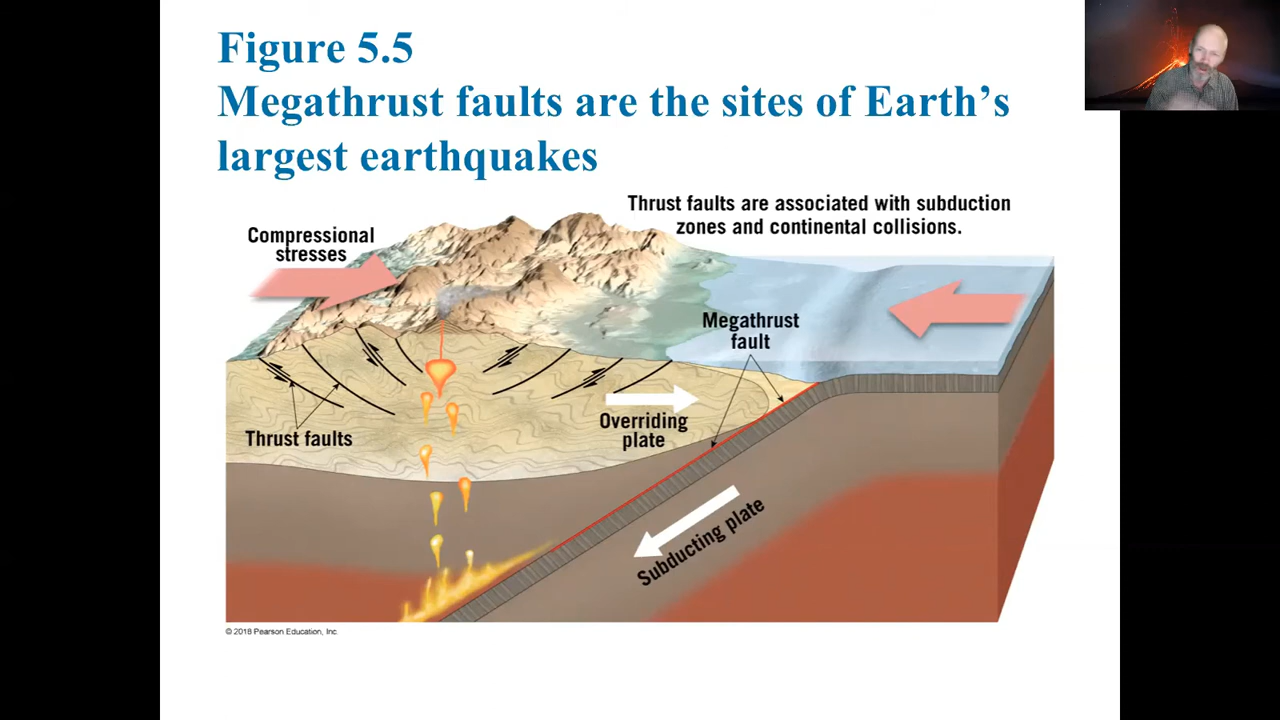 Figure 5.5
Megathrust faults are the sites of Earth’s
largest earthquakes
Thrust faults are associated with subduction
zones and continental collisions.
Compressional
stresses
Megathrust
fault
Overriding
plate
Thrust faults
Subducting plate
© 2018 Pearson Education, Inc.